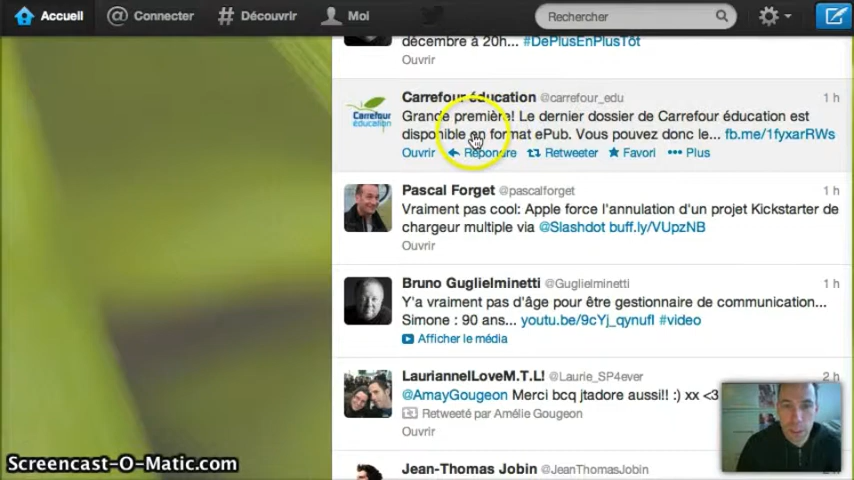 Accueil @ Connecter # Découvrir Moi Rechercher
décembre à 20h... #DePlusEnPlusTôt
Ouvrir
Carrefour éducation @carrefour_edu 1 h
Grande première! Le dernier dossier de Carrefour éducation est
disponible en format ePub. Vous pouvez donc le... fb.me/1fyxarRWs
Ouvrir Répondre Retweeter Favori Plus
Carrefour éducation
Pascal Forget @pascalforget 1 h
Vraiment pas cool: Apple force l'annulation d'un projet Kickstarter de
chargeur multiple via @Slashdot buff.ly/VUpzNB
Ouvrir
Bruno Guglielminetti @Guglielminetti 1 h
Y'a vraiment pas d'âge pour être gestionnaire de communication...
Simone : 90 ans... youtu.be/9cYj_qynufI #video
Afficher le média
LauriannelLoveM.T.L! @Laurie_SP4ever 2 h
@AmayGougeon Merci bcq jtadore aussi!! :) xx <3
Retweeté par Amélie Gougeon
Ouvrir
Jean-Thomas Jobin @JeanThomasJobin
Screencast-O-Matic.com